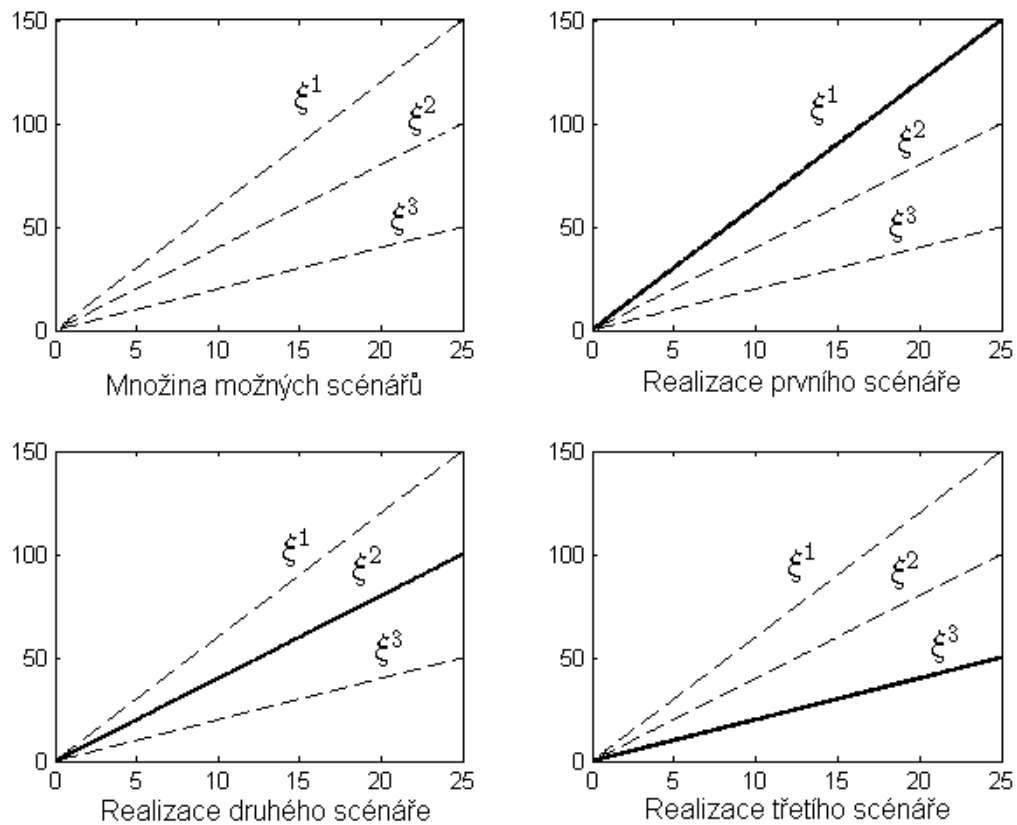 150
100
50
0
ξ¹
ξ²
ξ³
0 5 10 15 20 25
Množina možných scénářů
150
100
50
0
ξ¹
ξ²
ξ³
0 5 10 15 20 25
Realizace prvního scénáře
150
100
50
0
ξ¹
ξ²
ξ³
0 5 10 15 20 25
Realizace druhého scénáře
150
100
50
0
ξ¹
ξ²
ξ³
0 5 10 15 20 25
Realizace třetího scénáře